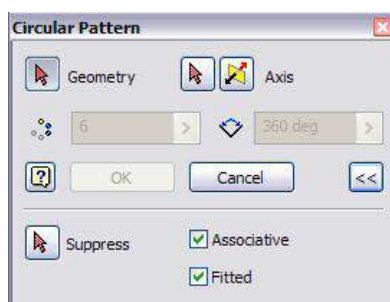 Circular Pattern
Geometry
Axis
6
360 deg
OK
Cancel
<<
Suppress
Associative
Fitted